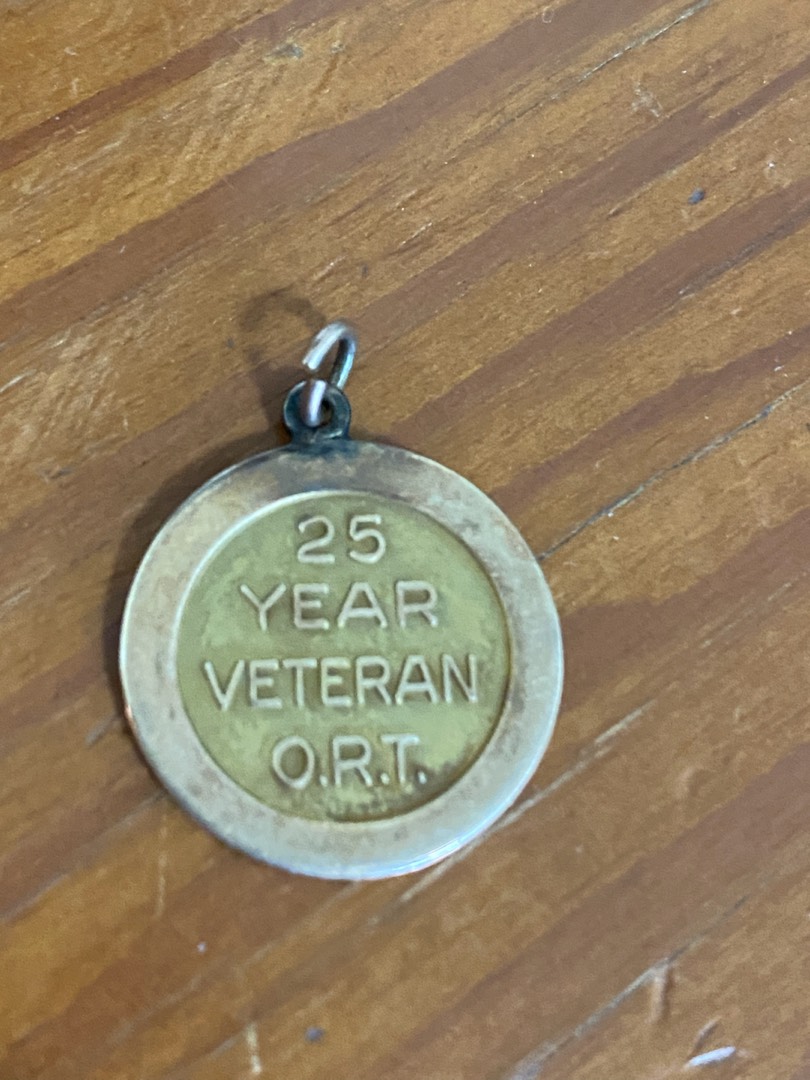 25
YEAR
VETERAN
O.R.T.